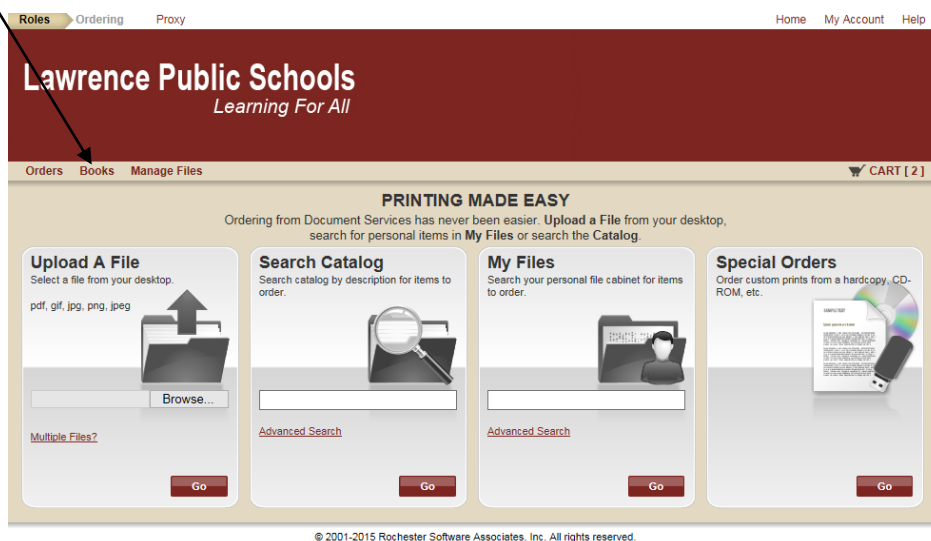 Roles Ordering Proxy Home My Account Help
Lawrence Public Schools
Learning For All
Orders Books Manage Files CART [ 2 ]
PRINTING MADE EASY
Ordering from Document Services has never been easier. Upload a File from your desktop,
search for personal items in My Files or search the Catalog.
Upload A File
Select a file from your desktop.
pdf, gif, jpg, png, jpeg
Browse...
Multiple Files?
Go
Search Catalog
Search catalog by description for items to
order.
Advanced Search
Go
My Files
Search your personal file cabinet for items
to order.
Advanced Search
Go
Special Orders
Order custom prints from a hardcopy, CD-
ROM, etc.
SAMPLE TEXT
Go
© 2001-2015 Rochester Software Associates, Inc. All rights reserved.